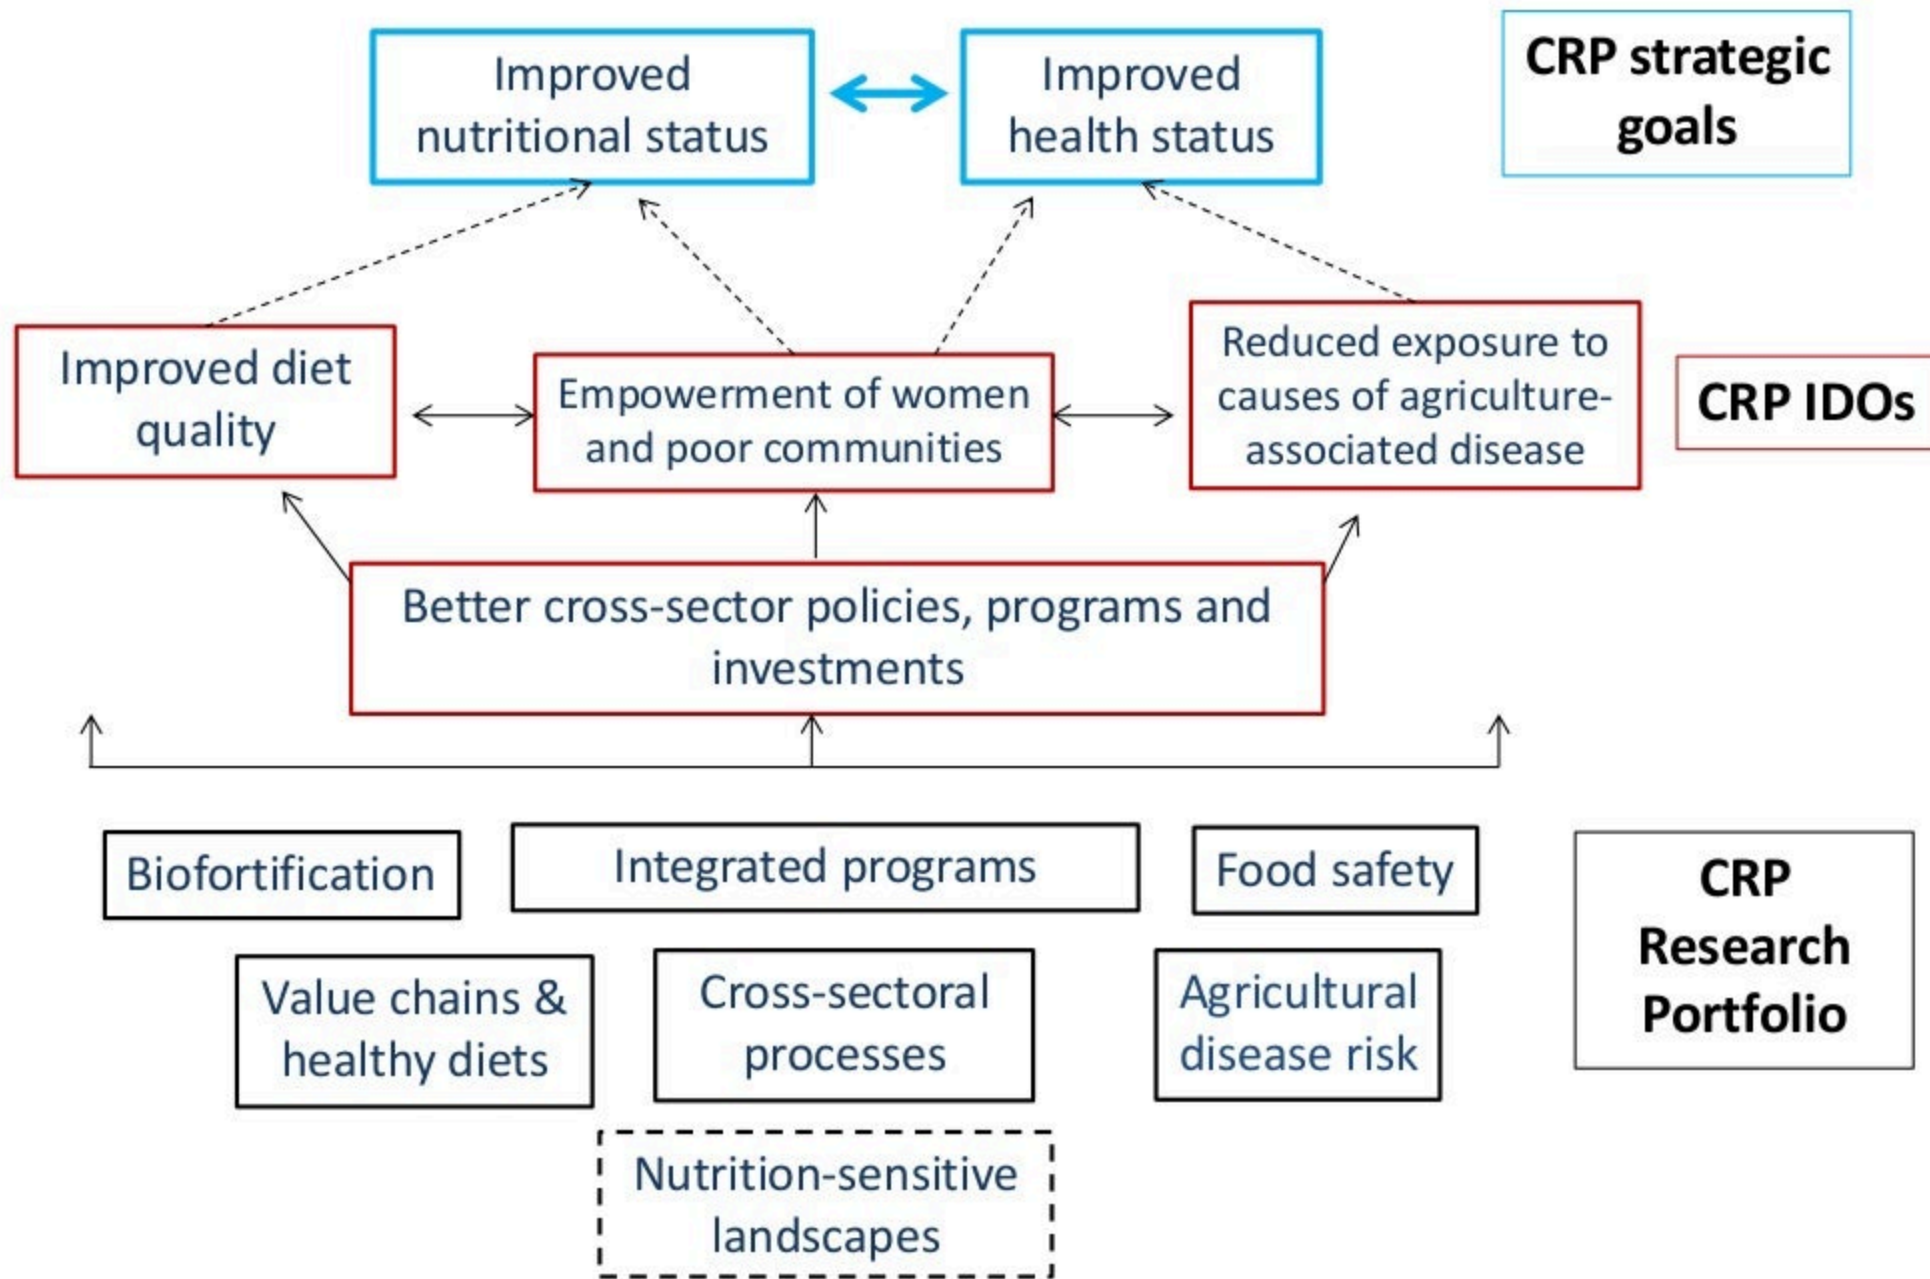 Improved
nutritional status
Improved
health status
CRP strategic
goals
Improved diet
quality
Empowerment of women
and poor communities
Reduced exposure to
causes of agriculture-
associated disease
CRP IDOs
Better cross-sector policies, programs and
investments
Biofortification
Integrated programs
Food safety
CRP
Research
Portfolio
Value chains &
healthy diets
Cross-sectoral
processes
Agricultural
disease risk
Nutrition-sensitive
landscapes